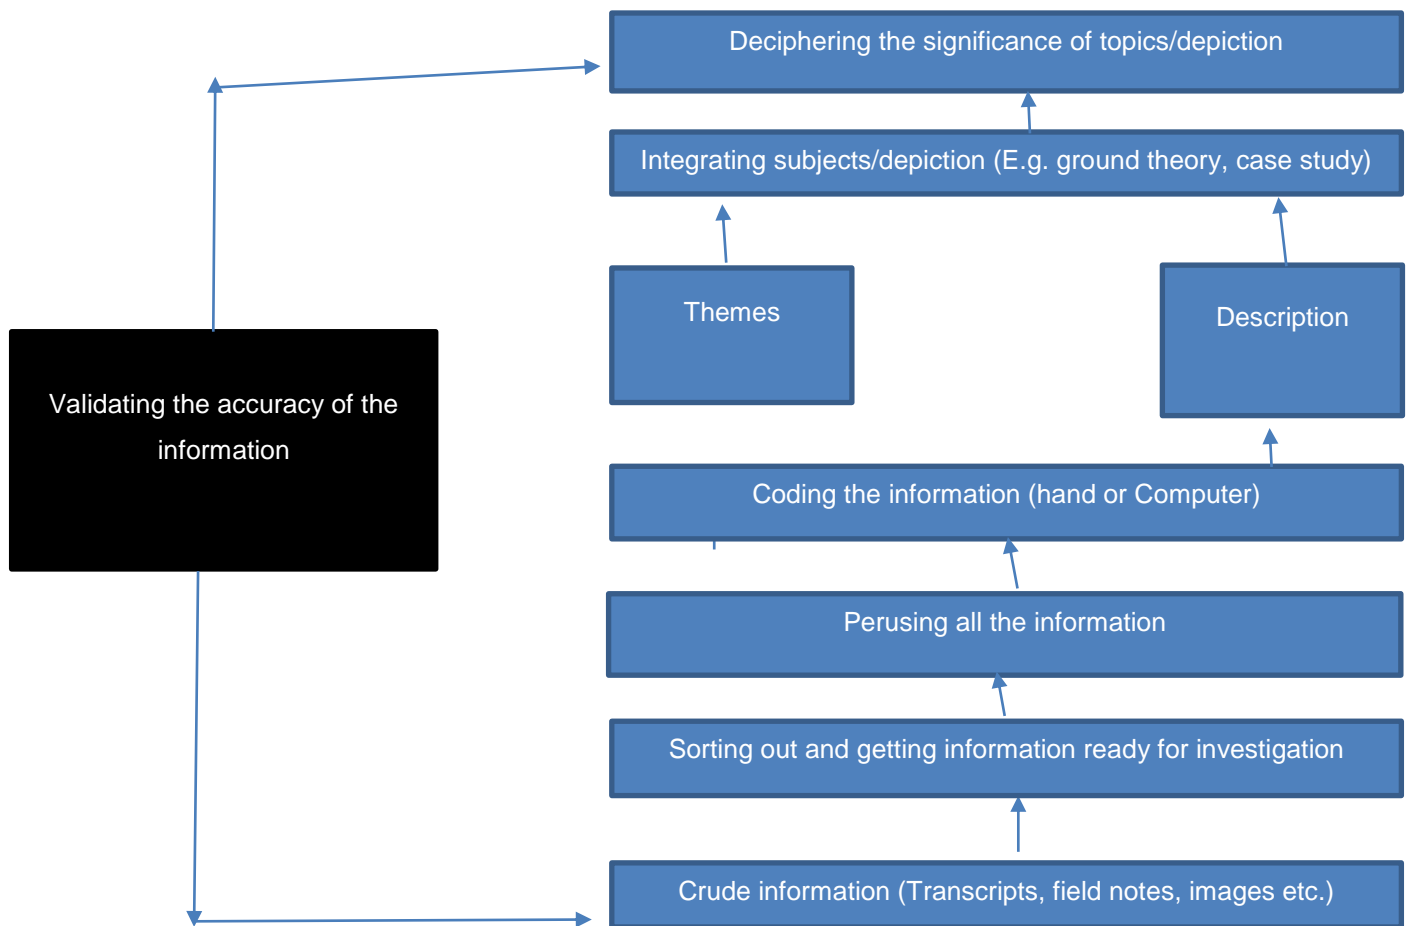 Deciphering the significance of topics/depiction
Integrating subjects/depiction (E.g. ground theory, case study)
Themes
Description
Validating the accuracy of the
information
Coding the information (hand or Computer)
Perusing all the information
Sorting out and getting information ready for investigation
Crude information (Transcripts, field notes, images etc.)